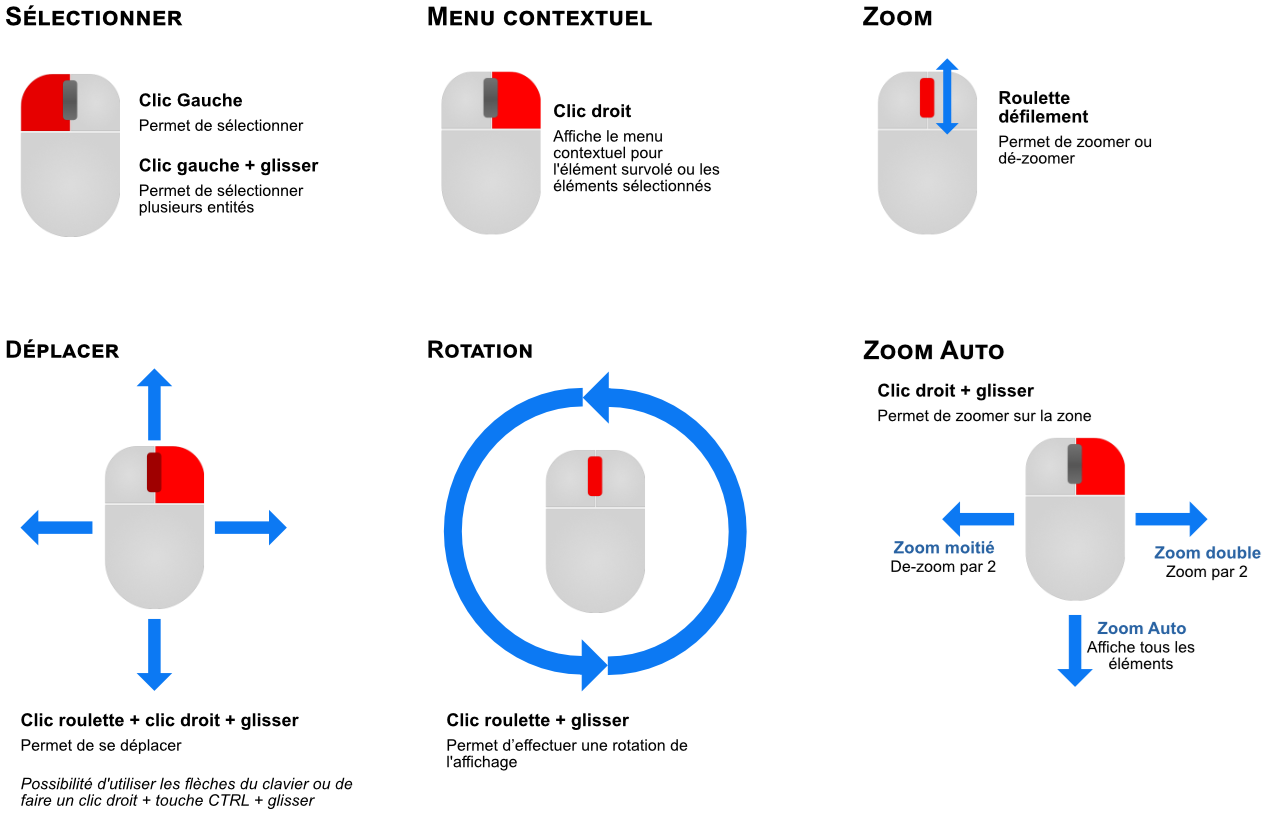 SÉLECTIONNER
Clic Gauche
Permet de sélectionner
Clic gauche + glisser
Permet de sélectionner
plusieurs entités
MENU CONTEXTUEL
Clic droit
Affiche le menu
contextuel pour
l'élément survolé ou les
éléments sélectionnés
ZOOM
Roulette
défilement
Permet de zoomer ou
dé-zoomer
DÉPLACER
Clic roulette + clic droit + glisser
Permet de se déplacer
Possibilité d'utiliser les flèches du clavier ou de
faire un clic droit + touche CTRL + glisser
ROTATION
Clic roulette + glisser
Permet d’effectuer une rotation de
l'affichage
ZOOM AUTO
Clic droit + glisser
Permet de zoomer sur la zone
Zoom moitié
De-zoom par 2
Zoom double
Zoom par 2
Zoom Auto
Affiche tous les
éléments